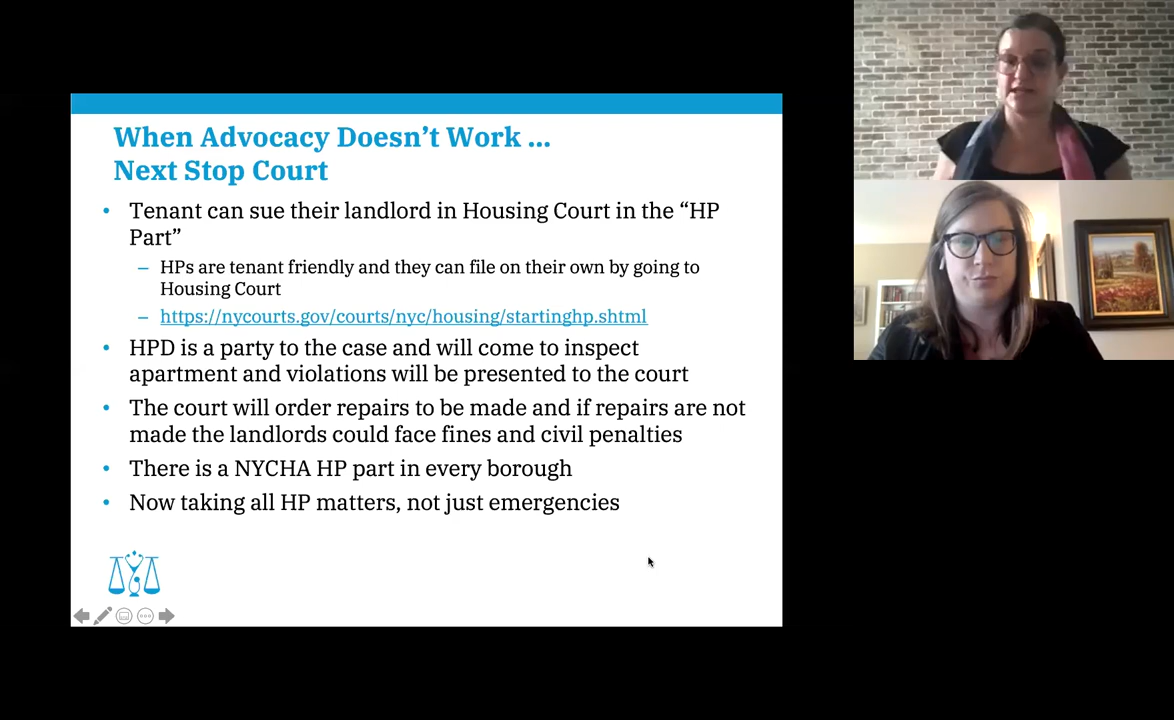 When Advocacy Doesn’t Work ...
Next Stop Court
• Tenant can sue their landlord in Housing Court in the “HP
Part”
– HPs are tenant friendly and they can file on their own by going to
Housing Court
– https://nycourts.gov/courts/nyc/housing/startinghp.shtml
• HPD is a party to the case and will come to inspect
apartment and violations will be presented to the court
• The court will order repairs to be made and if repairs are not
made the landlords could face fines and civil penalties
• There is a NYCHA HP part in every borough
• Now taking all HP matters, not just emergencies